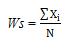 Ws = ∑Xi / N